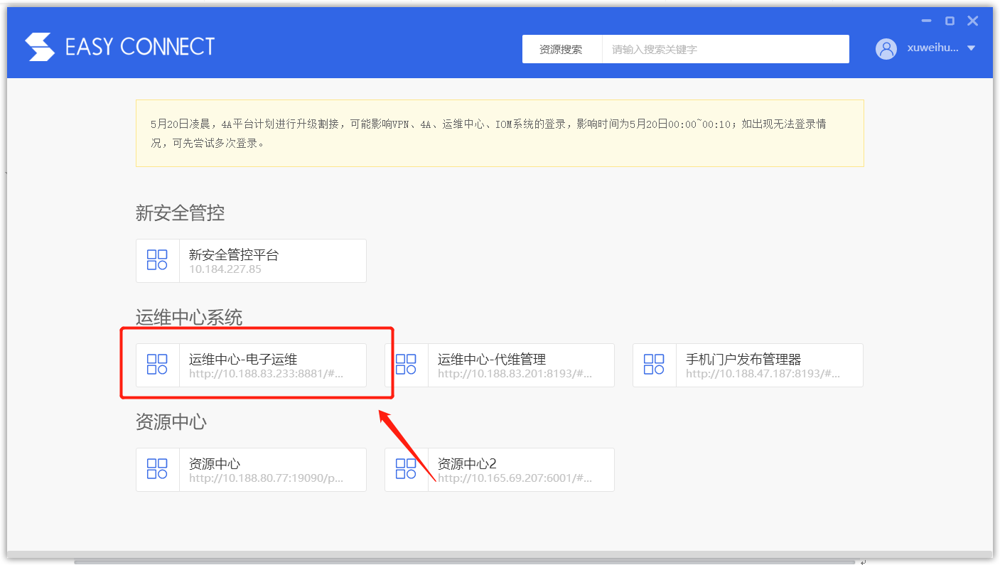 EASY CONNECT
资源搜索
请输入搜索关键字
xuweihu...
5月20日凌晨，4A平台计划进行升级割接，可能影响VPN、4A、运维中心、IOM系统的登录，影响时间为5月20日00:00~00:10；如出现无法登录情
况，可先尝试多次登录。
新安全管控
新安全管控平台
10.184.227.85
运维中心系统
运维中心-电子运维
http://10.188.83.233:8881/#...
运维中心-代维管理
http://10.188.83.201:8193/#...
手机门户发布管理器
http://10.188.47.187:8193/#...
资源中心
资源中心
http://10.188.80.77:19090/p...
资源中心2
http://10.165.69.207:6001/#...